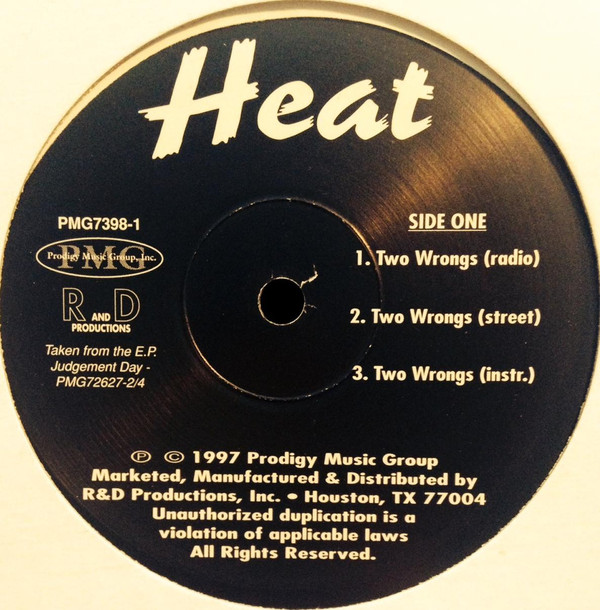 Heat
PMG7398-1
PMG
Prodigy Music Group, Inc.
R AND D
PRODUCTIONS
Taken from the E.P.
Judgement Day -
PMG72627-2/4
SIDE ONE
1. Two Wrongs (radio)
2. Two Wrongs (street)
3. Two Wrongs (instr.)
℗ © 1997 Prodigy Music Group
Marketed, Manufactured & Distributed by
R&D Productions, Inc. • Houston, TX 77004
Unauthorized duplication is a
violation of applicable laws
All Rights Reserved.